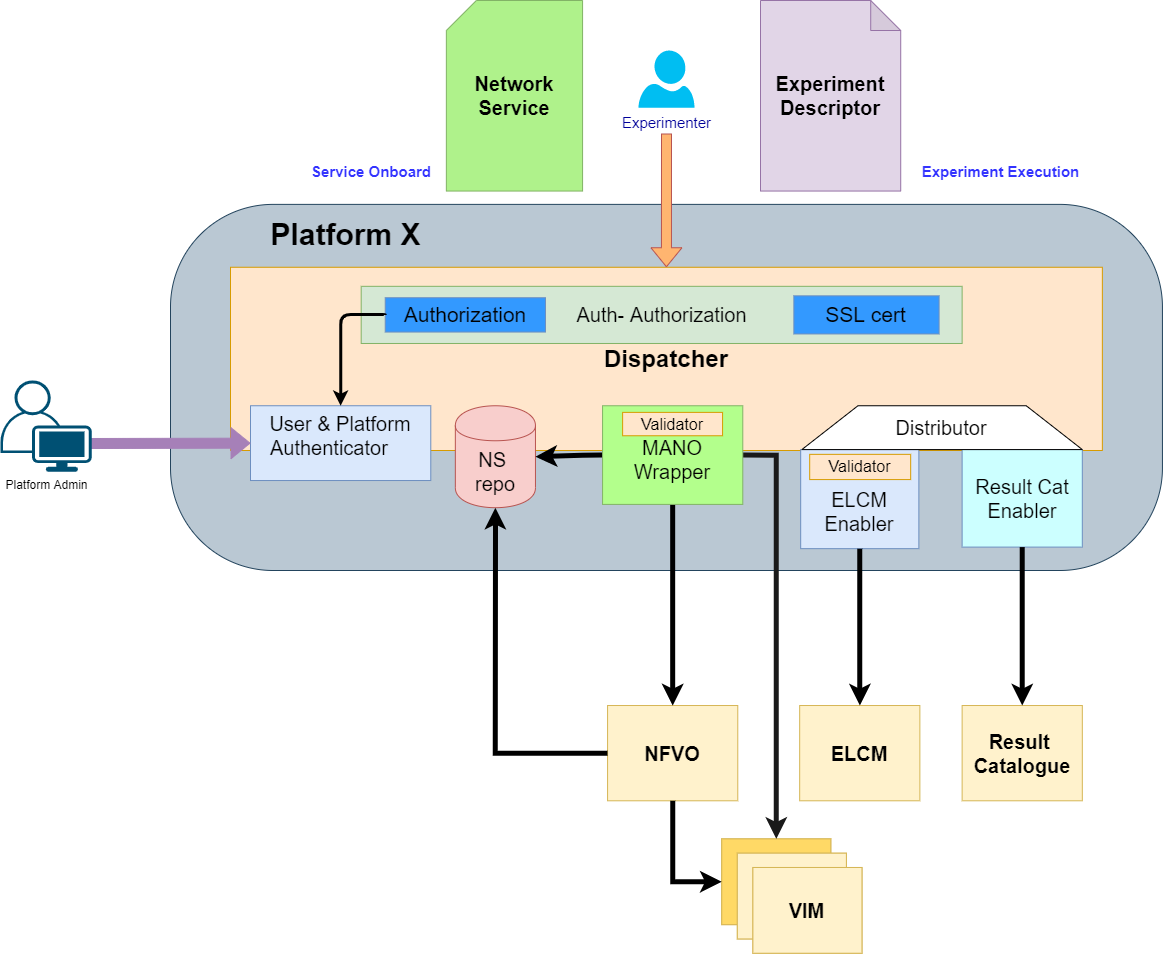 Network
Service
Experiment
Descriptor
Experimenter
Service Onboard
Experiment Execution
Platform X
Authorization
Auth- Authorization
SSL cert
Dispatcher
User & Platform
Authenticator
NS
repo
Validator
MANO
Wrapper
Distributor
Validator
ELCM
Enabler
Result Cat
Enabler
Platform Admin
NFVO
ELCM
Result
Catalogue
VIM